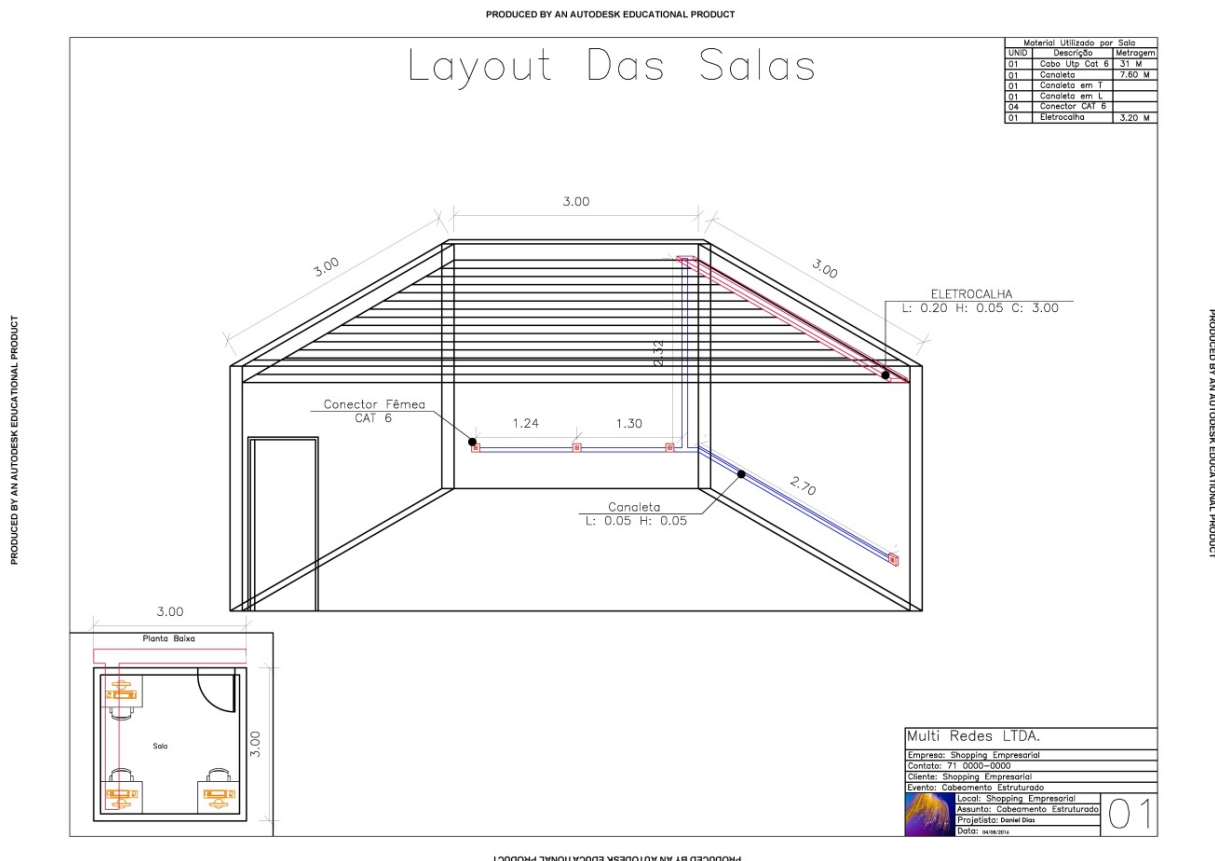 PRODUCED BY AN AUTODESK EDUCATIONAL PRODUCT
Layout Das Salas
Material Utilizado por Sala
UNID Descrição Metragem
01 Cabo Utp Cat 6 31 M
01 Canaleta 7.60 M
01 Canaleta em T
01 Canaleta em L
04 Conector CAT 6
01 Eletrocalha 3.20 M
3.00
3.00
3.00
ELETROCALHA
L: 0.20 H: 0.05 C: 3.00
2.32
Conector Fêmea
CAT 6
1.24
1.30
2.70
Canaleta
L: 0.05 H: 0.05
PRODUCED BY AN AUTODESK EDUCATIONAL PRODUCT
PRODUCED BY AN AUTODESK EDUCATIONAL PRODUCT
3.00
Planta Baixa
Sala
3.00
Multi Redes LTDA.
Empresa: Shopping Empresarial
Contato: 71 0000-0000
Cliente: Shopping Empresarial
Evento: Cabeamento Estruturado
Local: Shopping Empresarial
Assunto: Cabeamento Estruturado
Projetista: Daniel Dias
Data: 04/08/2016
01
PRODUCED BY AN AUTODESK EDUCATIONAL PRODUCT